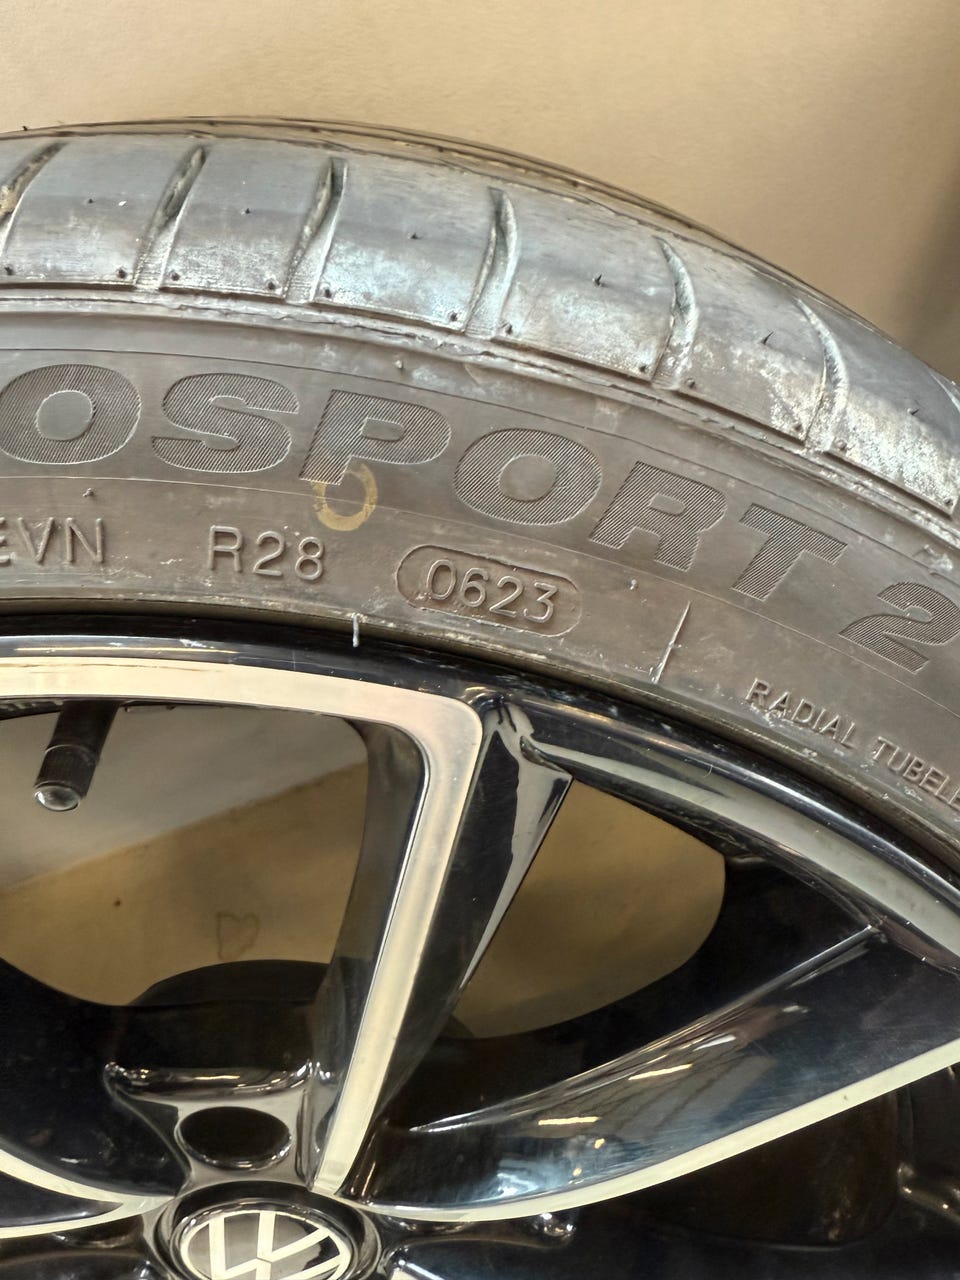 OSPORT 2
EVN R28 0623
RADIAL TUBELE